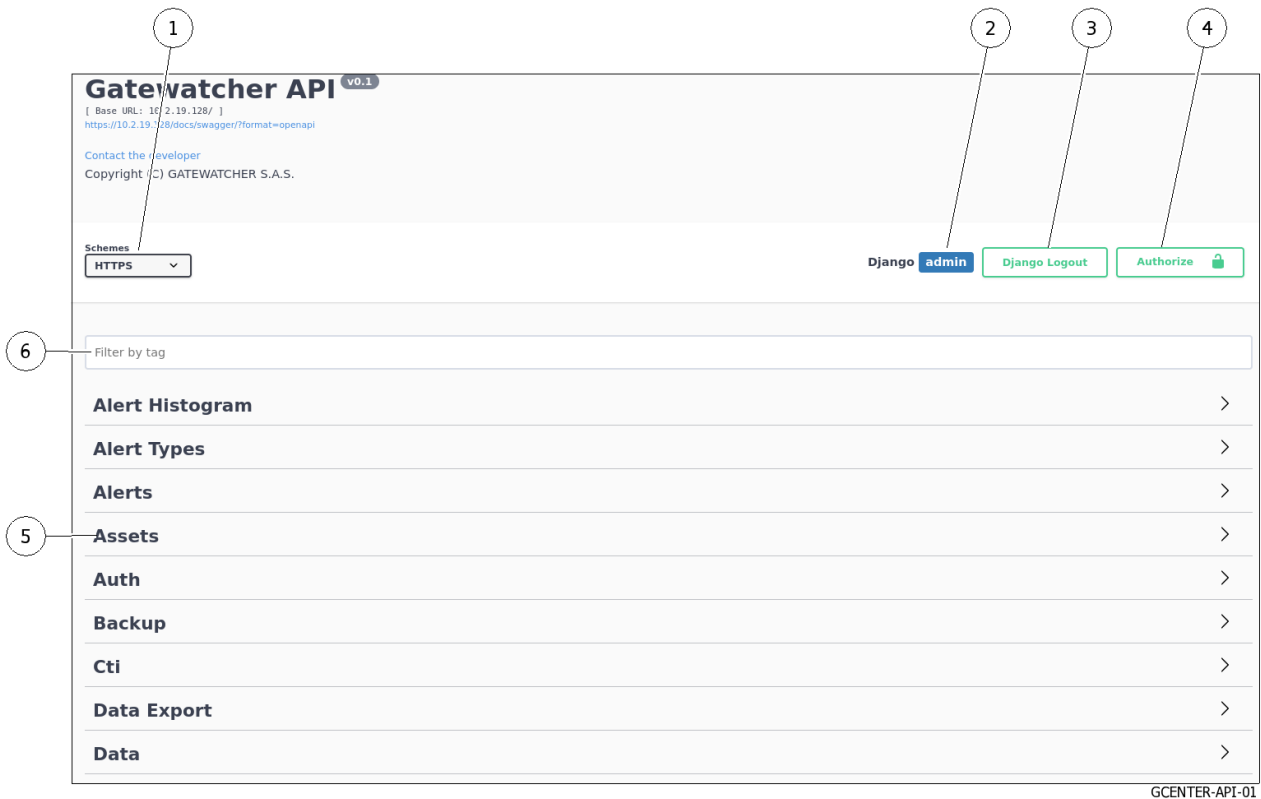 1 2 3 4
Gatewatcher API v0.1
[ Base URL: 10.2.19.128/ ]
https://10.2.19.128/docs/swagger/?format=openapi
Contact the developer
Copyright (C) GATEWATCHER S.A.S.
Schemes
HTTPS
Django admin Django Logout Authorize
6 Filter by tag
Alert Histogram
Alert Types
Alerts
5 Assets
Auth
Backup
Cti
Data Export
Data
GCENTER-API-01